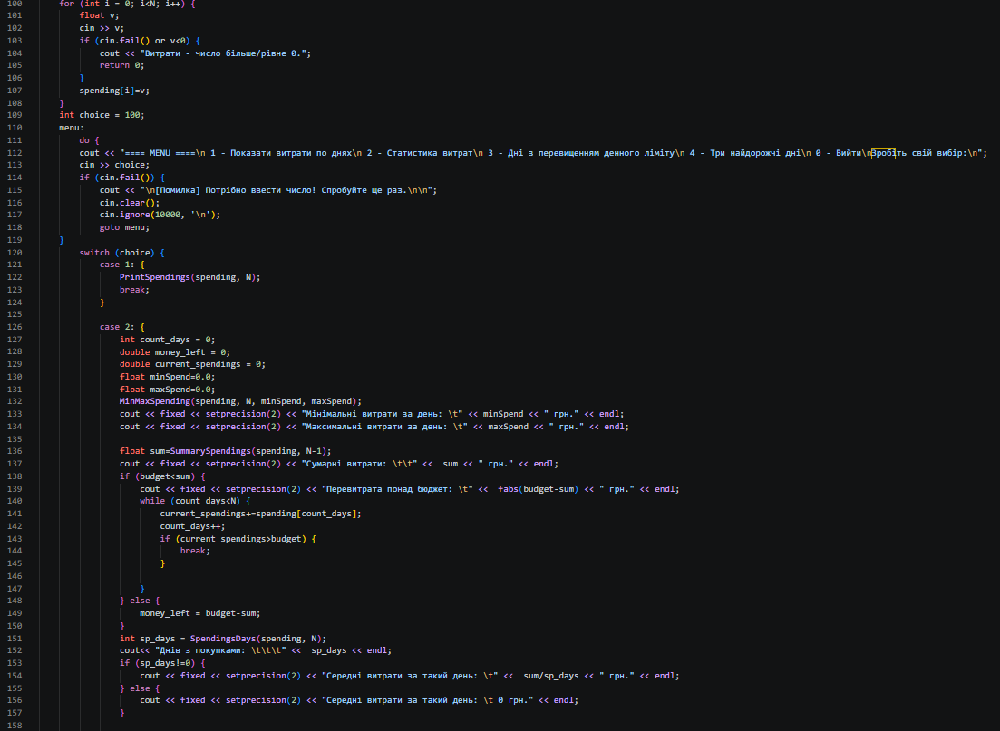 100 for (int i = 0; i<N; i++) {
101 float v;
102 cin >> v;
103 if (cin.fail() or v<0) {
104 cout << "Витрати - число більше/рівне 0.";
105 return 0;
106 }
107 spending[i]=v;
108 }
109 int choice = 100;
110 menu:
111 do {
112 cout << "==== MENU ====\n 1 - Показати витрати по днях\n 2 - Статистика витрат\n 3 - Дні з перевищенням денного ліміту\n 4 - Три найдорожчі дні\n 0 - Вийти\nЗробіть свій вибір:\n";
113 cin >> choice;
114 if (cin.fail()) {
115 cout << "\n[Помилка] Потрібно ввести число! Спробуйте ще раз.\n\n";
116 cin.clear();
117 cin.ignore(10000, '\n');
118 goto menu;
119 }
120 switch (choice) {
121 case 1: {
122 PrintSpendings(spending, N);
123 break;
124 }
125
126 case 2: {
127 int count_days = 0;
128 double money_left = 0;
129 double current_spendings = 0;
130 float minSpend=0.0;
131 float maxSpend=0.0;
132 MinMaxSpending(spending, N, minSpend, maxSpend);
133 cout << fixed << setprecision(2) << "Мінімальні витрати за день: \t" << minSpend << " грн." << endl;
134 cout << fixed << setprecision(2) << "Максимальні витрати за день: \t" << maxSpend << " грн." << endl;
135
136 float sum=SummarySpendings(spending, N-1);
137 cout << fixed << setprecision(2) << "Сумарні витрати: \t\t" <<  sum << " грн." << endl;
138 if (budget<sum) {
139 cout << fixed << setprecision(2) << "Перевитрата понад бюджет: \t" <<  fabs(budget-sum) << " грн." << endl;
140 while (count_days<N) {
141 current_spendings+=spending[count_days];
142 count_days++;
143 if (current_spendings>budget) {
144 break;
145 }
146
147 }
148 } else {
149 money_left = budget-sum;
150 }
151 int sp_days = SpendingsDays(spending, N);
152 cout<< "Днів з покупками: \t\t\t" <<  sp_days << endl;
153 if (sp_days!=0) {
154 cout << fixed << setprecision(2) << "Середні витрати за такий день: \t" <<  sum/sp_days << " грн." << endl;
155 } else {
156 cout << fixed << setprecision(2) << "Середні витрати за такий день: \t 0 грн." << endl;
157 }
158